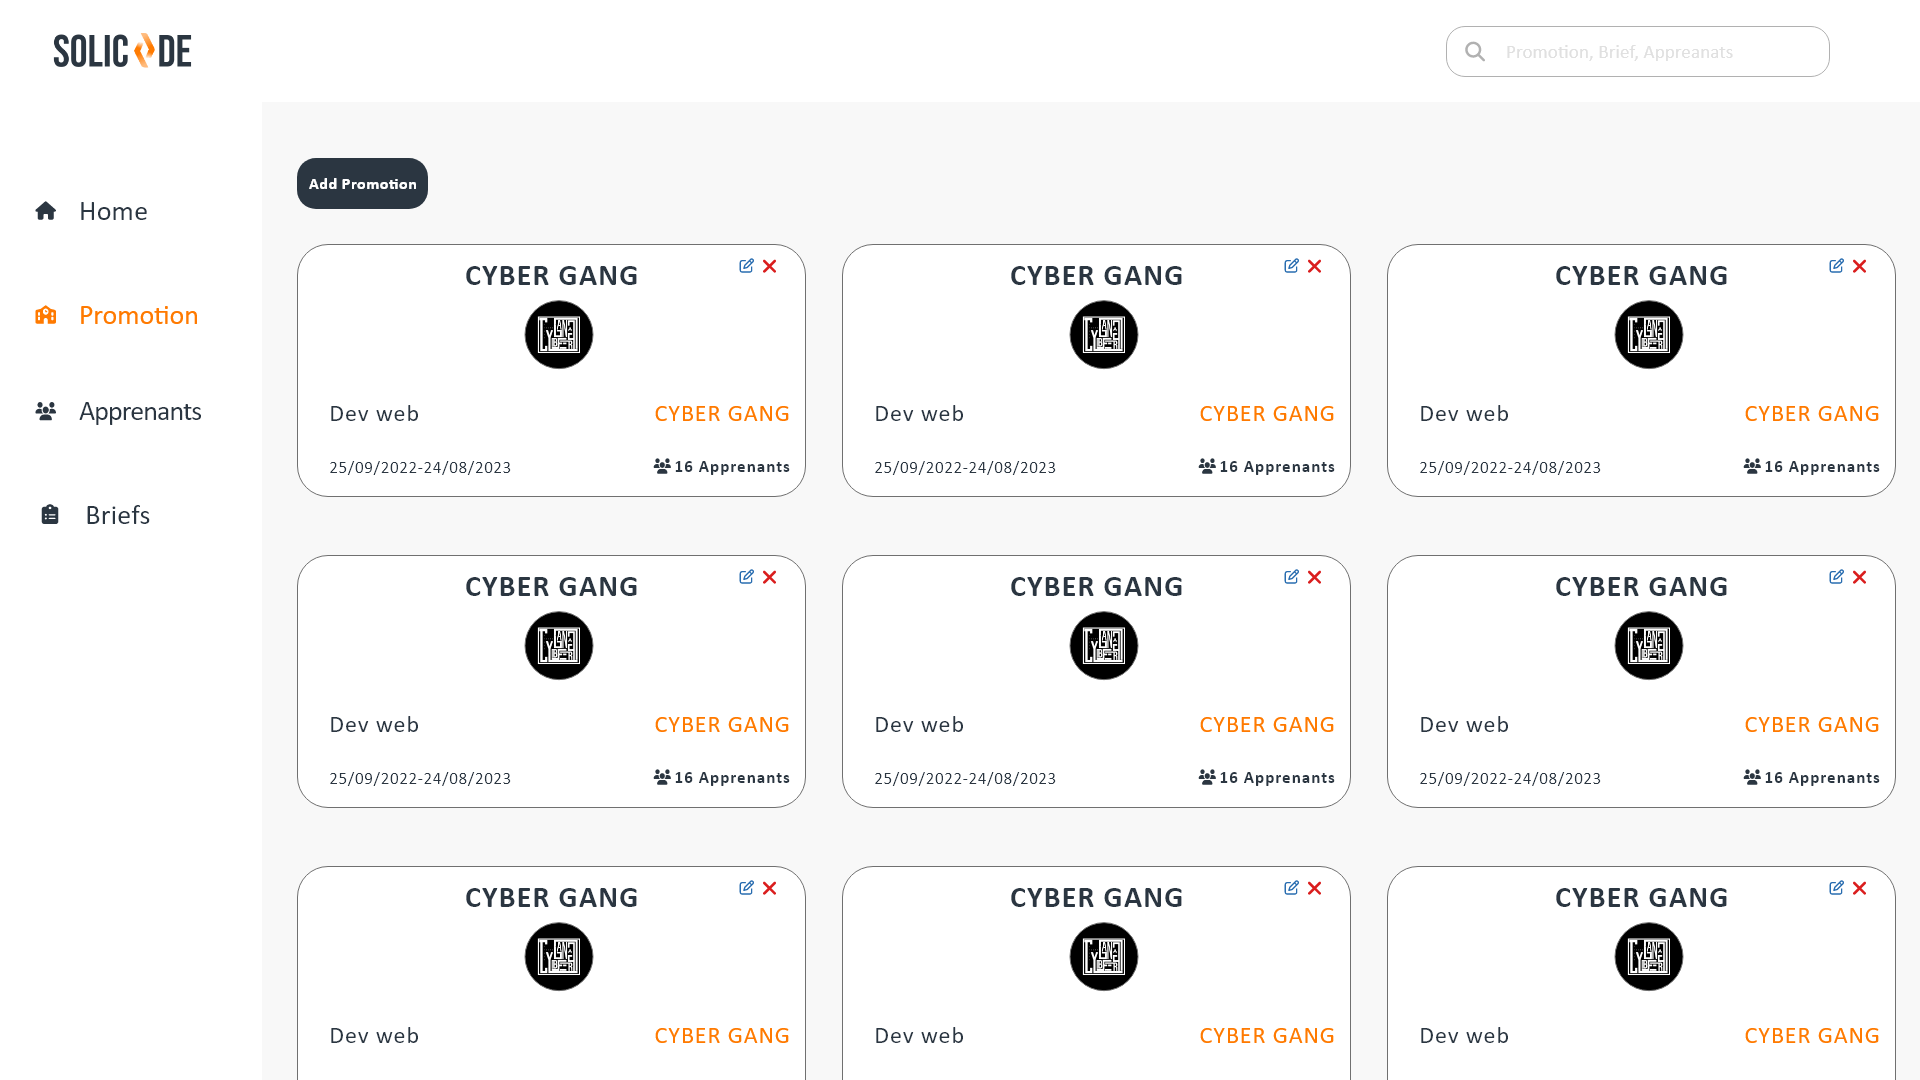 SOLIC DE
Promotion, Brief, Appreanats
Home
Promotion
Apprenants
Briefs
Add Promotion
CYBER GANG
Dev web CYBER GANG
25/09/2022-24/08/2023 16 Apprenants
CYBER GANG
Dev web CYBER GANG
25/09/2022-24/08/2023 16 Apprenants
CYBER GANG
Dev web CYBER GANG
25/09/2022-24/08/2023 16 Apprenants
CYBER GANG
Dev web CYBER GANG
25/09/2022-24/08/2023 16 Apprenants
CYBER GANG
Dev web CYBER GANG
25/09/2022-24/08/2023 16 Apprenants
CYBER GANG
Dev web CYBER GANG
25/09/2022-24/08/2023 16 Apprenants
CYBER GANG
Dev web CYBER GANG
CYBER GANG
Dev web CYBER GANG
CYBER GANG
Dev web CYBER GANG